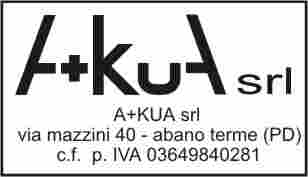 A+KUA srl
A+KUA srl
via mazzini 40 - abano terme (PD)
c.f. p. IVA 03649840281